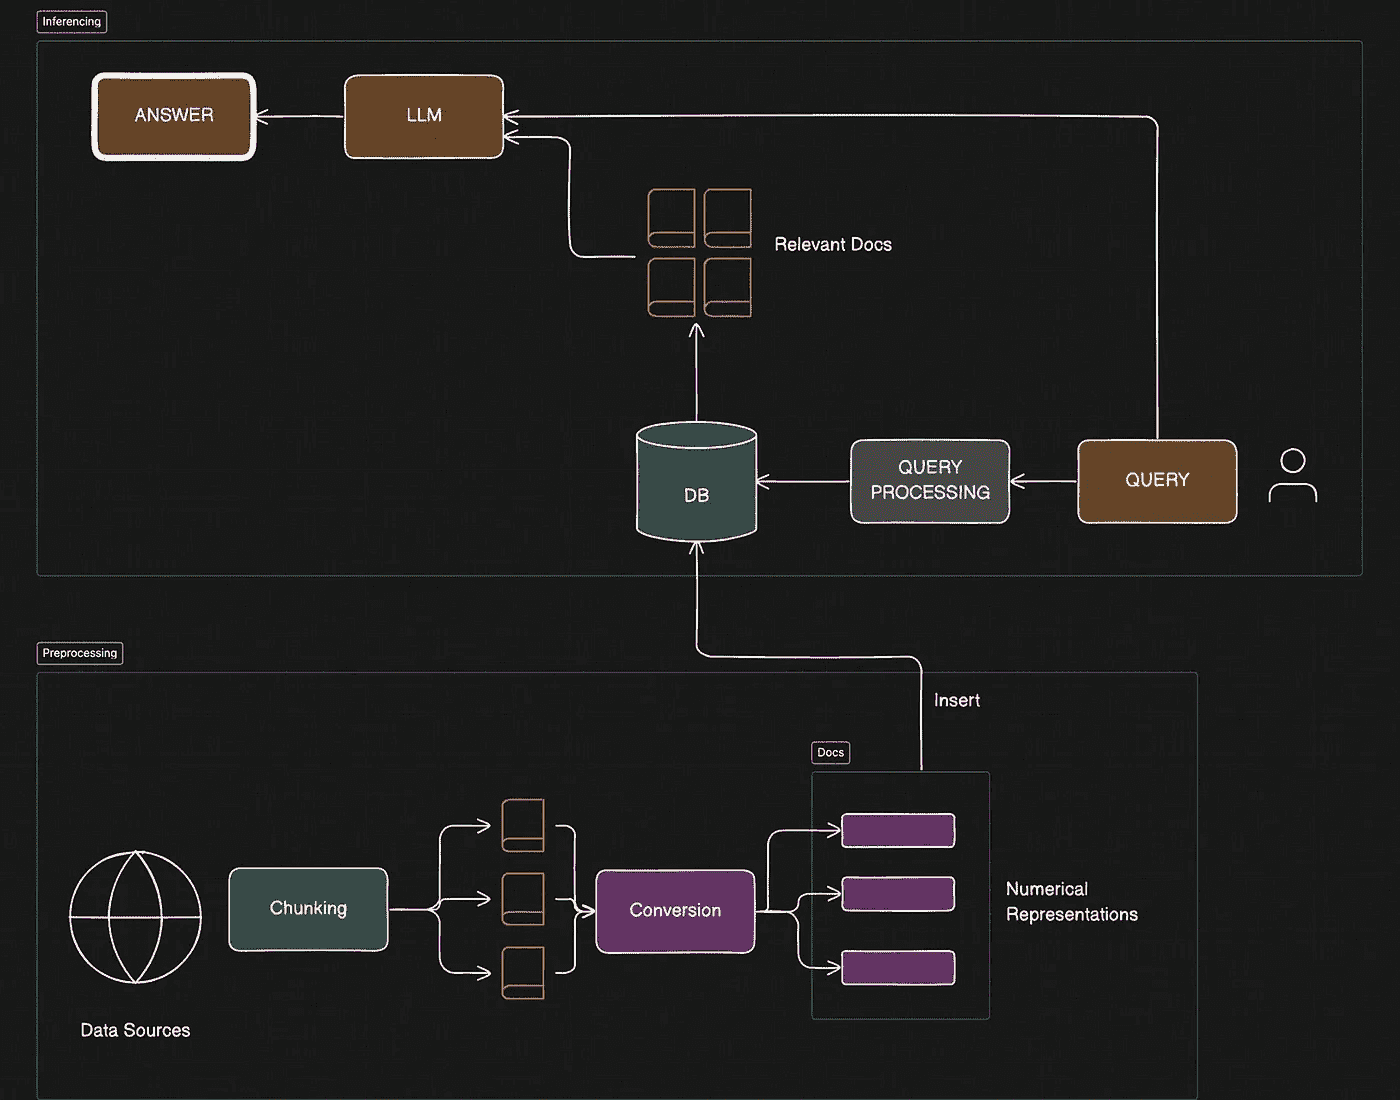 Inferencing
ANSWER
LLM
Relevant Docs
DB
QUERY
PROCESSING
QUERY
Preprocessing
Insert
Docs
Chunking
Conversion
Numerical
Representations
Data Sources